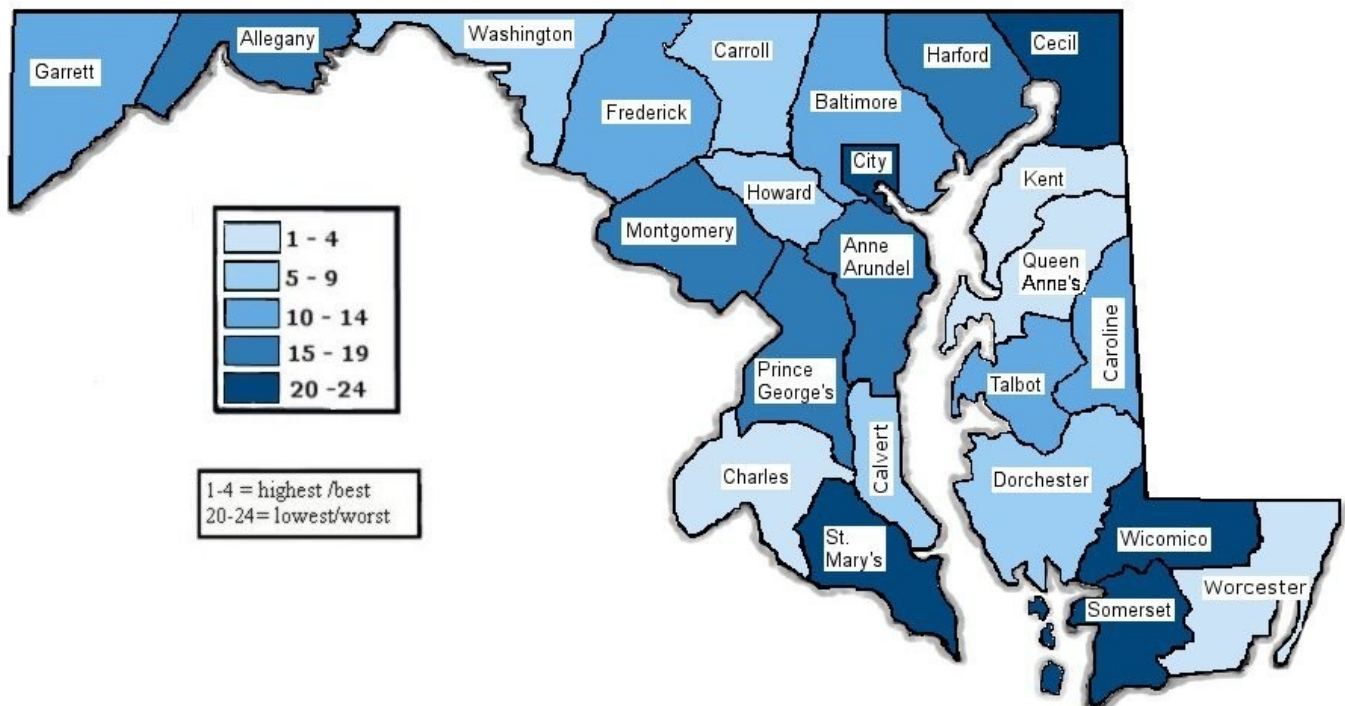 Garrett
Allegany
Washington
Frederick
Carroll
Baltimore
City
Harford
Cecil
Howard
Montgomery
Anne
Arundel
Kent
Queen
Anne's
Caroline
Talbot
Prince
George's
Calvert
Charles
St.
Mary's
Dorchester
Wicomico
Somerset
Worcester
1 - 4
5 - 9
10 - 14
15 - 19
20 -24
1-4 = highest /best
20-24= lowest/worst